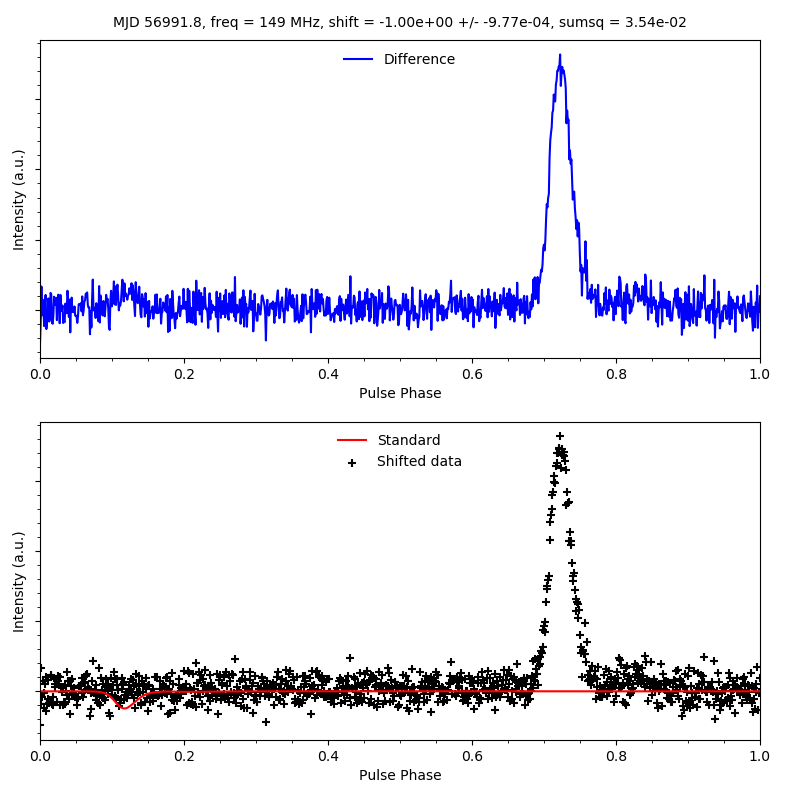 MJD 56991.8, freq = 149 MHz, shift = -1.00e+00 +/- -9.77e-04, sumsq = 3.54e-02
Difference
Intensity (a.u.)
0.0 0.2 0.4 0.6 0.8 1.0
Pulse Phase
Standard
Shifted data
Intensity (a.u.)
0.0 0.2 0.4 0.6 0.8 1.0
Pulse Phase